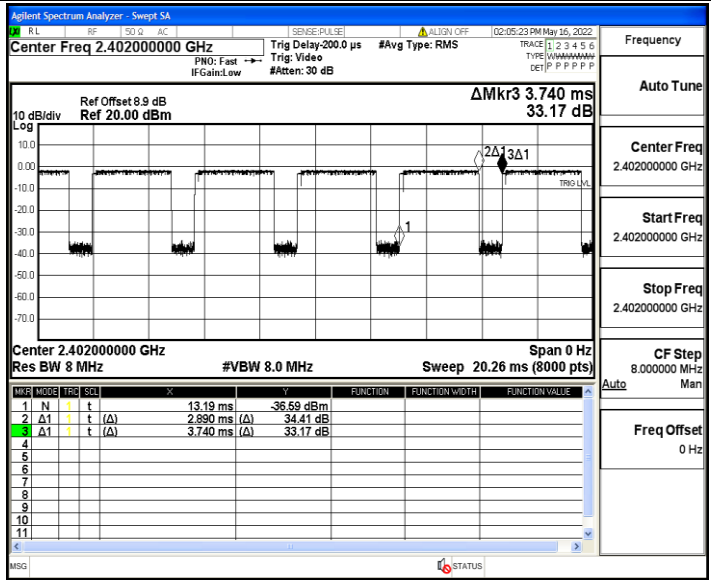 Agilent Spectrum Analyzer - Swept SA
RL RF 50 Ω AC SENSE:PULSE ALIGN OFF 02:05:23 PM May 16, 2022
Center Freq 2.402000000 GHz Trig Delay-200.0 µs #Avg Type: RMS TRACE 1 2 3 4 5 6
PNO: Fast Trig: Video TYPE
IFGain:Low #Atten: 30 dB DET P P P P P P
ΔMkr3 3.740 ms
Ref Offset 8.9 dB
10 dB/div Ref 20.00 dBm 33.17 dB
Log
10.0
0.00
-10.0
-20.0
-30.0
-40.0
-50.0
-60.0
-70.0
2Δ1 3Δ1
TRIG LVL
1
Center 2.402000000 GHz Span 0 Hz
Res BW 8 MHz #VBW 8.0 MHz Sweep 20.26 ms (8000 pts)
MKR MODE TRC SCL X Y FUNCTION FUNCTION WIDTH FUNCTION VALUE
1 N 1 t 13.19 ms -36.59 dBm
2 Δ1 1 t (Δ) 2.890 ms (Δ) 34.41 dB
3 Δ1 1 t (Δ) 3.740 ms (Δ) 33.17 dB
4
5
6
7
8
9
10
11
MSG STATUS
Frequency
Auto Tune
Center Freq
2.402000000 GHz
Start Freq
2.402000000 GHz
Stop Freq
2.402000000 GHz
CF Step
8.000000 MHz
Auto Man
Freq Offset
0 Hz